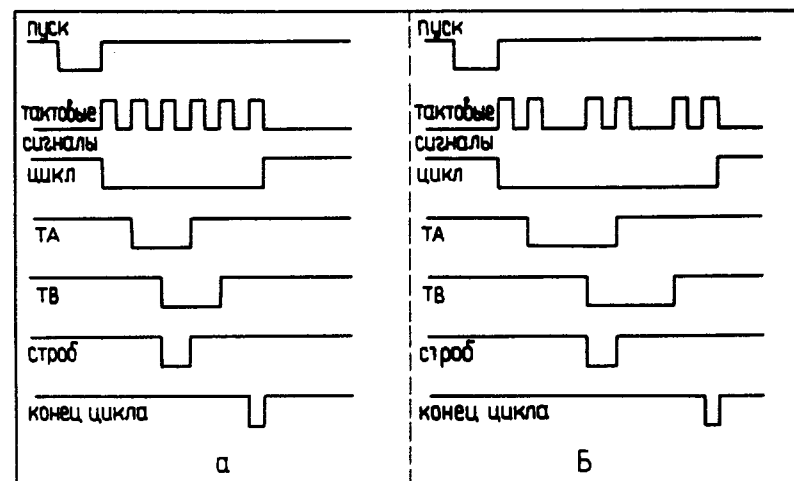 пуск
тактовые
сигналы
цикл
ТА
ТВ
строб
конец цикла
а
пуск
тактовые
сигналы
цикл
ТА
ТВ
строб
конец цикла
Б